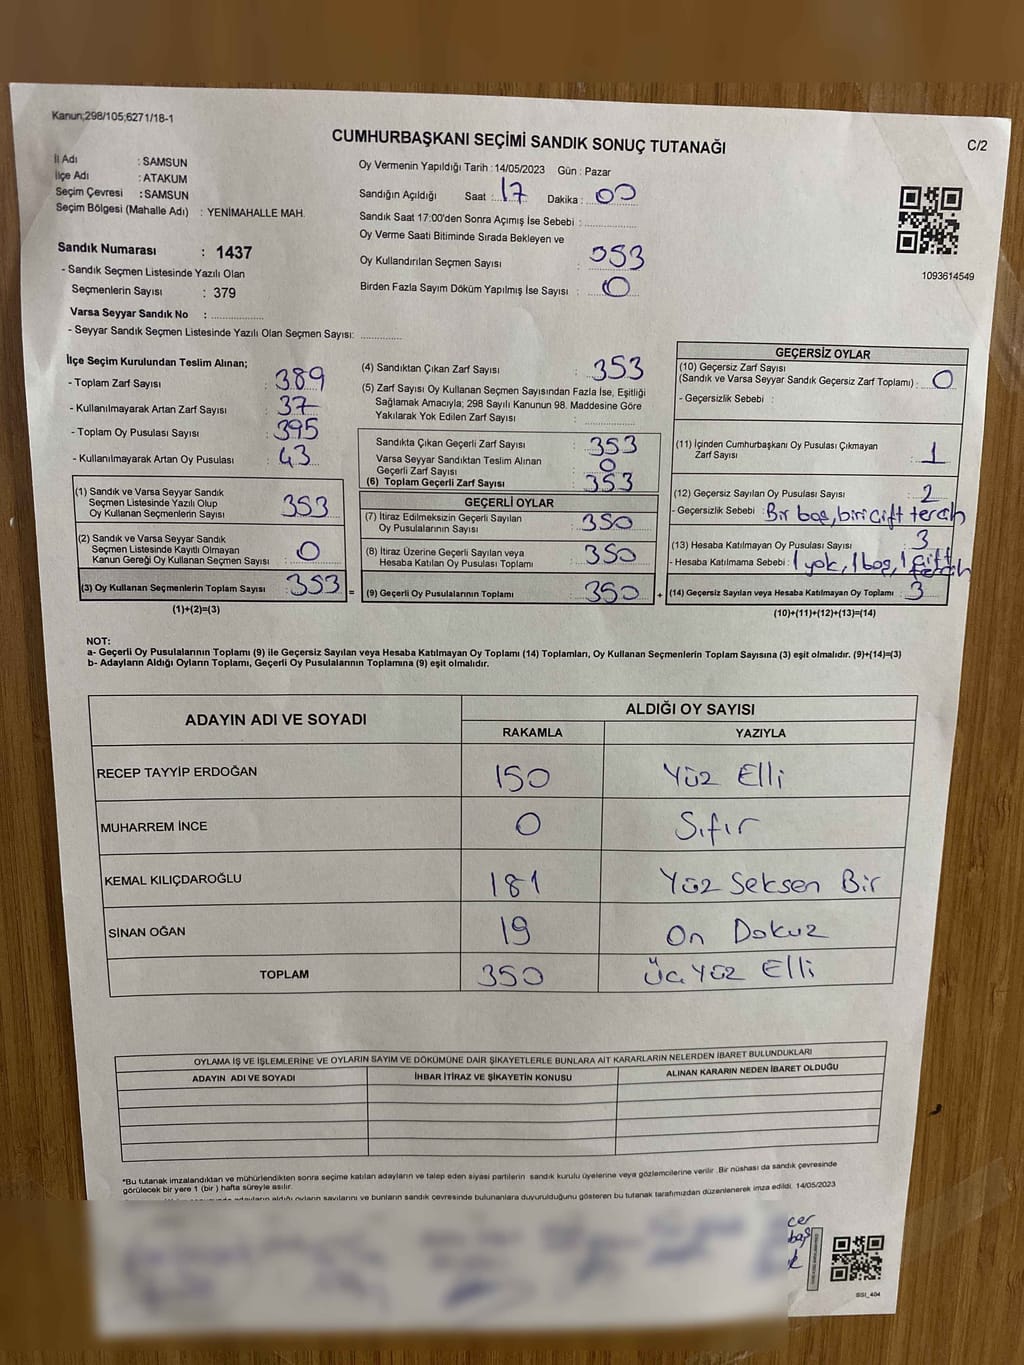 Kanun;298/105,6271/18-1
CUMHURBAŞKANI SEÇİMİ SANDIK SONUÇ TUTANAĞI
C/2
İl Adı : SAMSUN
İlçe Adı : ATAKUM
Seçim Çevresi : SAMSUN
Seçim Bölgesi (Mahalle Adı) : YENİMAHALLE MAH.
Sandık Numarası : 1437
- Sandık Seçmen Listesinde Yazılı Olan
Seçmenlerin Sayısı : 379
Varsa Seyyar Sandık No : ..................
- Seyyar Sandık Seçmen Listesinde Yazılı Olan Seçmen Sayısı: ..............
Oy Vermenin Yapıldığı Tarih : 14/05/2023 Gün : Pazar
Sandığın Açıldığı Saat : 17 Dakika : 00
Sandık Saat 17:00'den Sonra Açımış İse Sebebi : ....................
Oy Verme Saati Bitiminde Sırada Bekleyen ve
Oy Kullandırılan Seçmen Sayısı : 353
Birden Fazla Sayım Döküm Yapılmış İse Sayısı : 0
1093614549
İlçe Seçim Kurulundan Teslim Alınan;
- Toplam Zarf Sayısı : 389
- Kullanılmayarak Artan Zarf Sayısı : 37
- Toplam Oy Pusulası Sayısı : 395
- Kullanılmayarak Artan Oy Pusulası : 43
(1) Sandık ve Varsa Seyyar Sandık
Seçmen Listesinde Yazılı Olup
Oy Kullanan Seçmenlerin Sayısı : 353
(2) Sandık ve Varsa Seyyar Sandık
Seçmen Listesinde Kayıtlı Olmayan
Kanun Gereği Oy Kullanan Seçmen Sayısı : 0
(3) Oy Kullanan Seçmenlerin Toplam Sayısı : 353 =
(1)+(2)=(3)
(4) Sandıktan Çıkan Zarf Sayısı : 353
(5) Zarf Sayısı Oy Kullanan Seçmen Sayısından Fazla İse, Eşitliği
Sağlamak Amacıyla; 298 Sayılı Kanunun 98. Maddesine Göre
Yakılarak Yok Edilen Zarf Sayısı : ..................
Sandıkta Çıkan Geçerli Zarf Sayısı : 353
Varsa Seyyar Sandıktan Teslim Alınan
Geçerli Zarf Sayısı : 0
(6) Toplam Geçerli Zarf Sayısı : 353
GEÇERLİ OYLAR
(7) İtiraz Edilmeksizin Geçerli Sayılan
Oy Pusulalarının Sayısı : 350
(8) İtiraz Üzerine Geçerli Sayılan veya
Hesaba Katılan Oy Pusulası Toplamı : 350
(9) Geçerli Oy Pusulalarının Toplamı : 350 +
GEÇERSİZ OYLAR
(10) Geçersiz Zarf Sayısı
(Sandık ve Varsa Seyyar Sandık Geçersiz Zarf Toplamı) : 0
- Geçersizlik Sebebi :
(11) İçinden Cumhurbaşkanı Oy Pusulası Çıkmayan
Zarf Sayısı : 1
(12) Geçersiz Sayılan Oy Pusulası Sayısı : 2
- Geçersizlik Sebebi : Bir boş, biri çift tercih
(13) Hesaba Katılmayan Oy Pusulası Sayısı : 3
- Hesaba Katılmama Sebebi : 1 yok, 1 boş, 1 çift tercih
(14) Geçersiz Sayılan veya Hesaba Katılmayan Oy Toplamı : 3
(10)+(11)+(12)+(13)=(14)
NOT:
a- Geçerli Oy Pusulalarının Toplamı (9) ile Geçersiz Sayılan veya Hesaba Katılmayan Oy Toplamı (14) Toplamları, Oy Kullanan Seçmenlerin Toplam Sayısına (3) eşit olmalıdır. (9)+(14)=(3)
b- Adayların Aldığı Oyların Toplamı, Geçerli Oy Pusulalarının Toplamına (9) eşit olmalıdır.
ADAYIN ADI VE SOYADI
ALDIĞI OY SAYISI
RAKAMLA YAZIYLA
RECEP TAYYİP ERDOĞAN 150 Yüz Elli
MUHARREM İNCE 0 Sıfır
KEMAL KILIÇDAROĞLU 181 Yüz Seksen Bir
SİNAN OĞAN 19 On Dokuz
TOPLAM 350 Üç Yüz Elli
OYLAMA İŞ VE İŞLEMLERİNE VE OYLARIN SAYIM VE DÖKÜMÜNE DAİR ŞİKAYETLERLE BUNLARA AİT KARARLARIN NELERDEN İBARET BULUNDUKLARI
ADAYIN ADI VE SOYADI İHBAR İTİRAZ VE ŞİKAYETİN KONUSU ALINAN KARARIN NEDEN İBARET OLDUĞU
*Bu tutanak imzalandıktan ve mühürlendikten sonra seçime katılan adayların ve talep eden siyasi partilerin sandık kurulu üyelerine veya gözlemcilerine verilir .Bir nüshası da sandık çevresinde
görülecek bir yere 1 (bir ) hafta süreyle asılır.
adayların aldığı oyların sayılarını ve bunların sandık çevresinde bulunanlara duyurulduğunu gösteren bu tutanak tarafımızdan düzenlenerek imza edildi. 14/05/2023
SSI_404